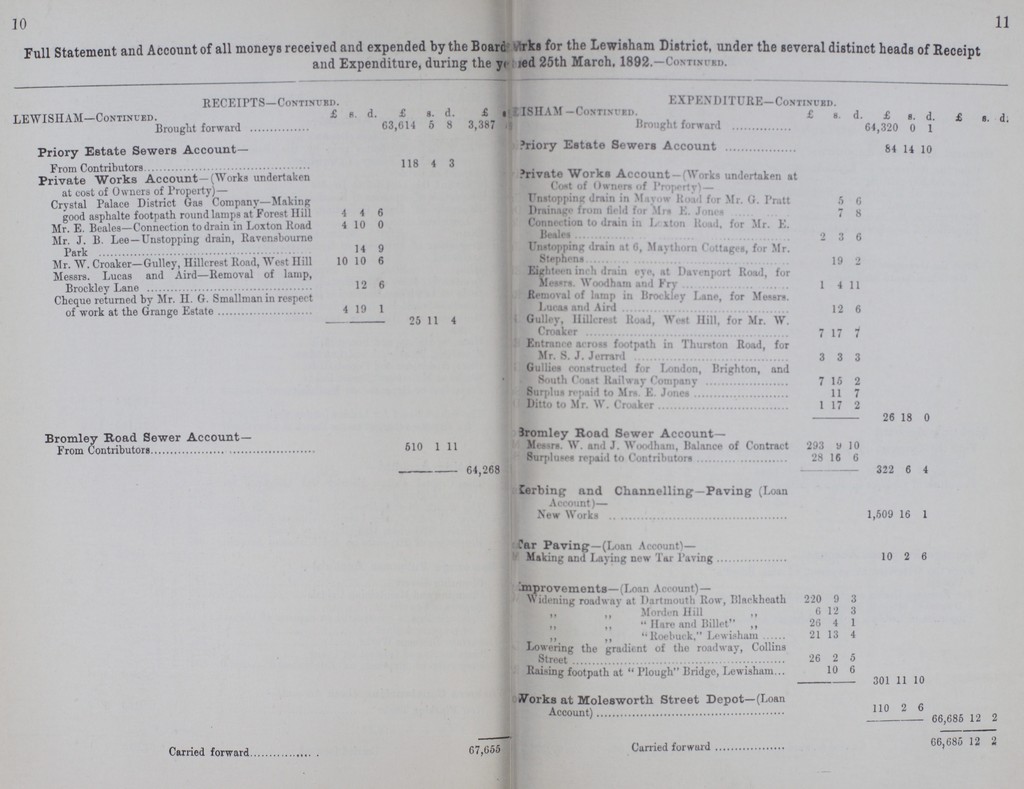 10
11
Full Statement and Account of all moneys received and expended by the Board rks for the Lewisham District, under the several distinct heads of Receipt
and Expenditure, during the ye ed 25th March, 1892.—CONTINUED.
RECEIPTS—CONTINUED.
LEWISHAM—CONTINUED. £ s. d. £ s. d. £
Brought forward .............. 63,614 5 8 3,387
Priory Estate Sewers Account—
From Contributors............................................ 118 4 3
Private Works Account—(Works undertaken
at cost of Owners of Property)—
Crystal Palace District Gas Company—Making
good asphalte footpath round lamps at Forest Hill 4 4 6
Mr. E. Beales—Connection to drain in Loxton Road 4 10 0
Mr. J. B. Lee—Unstopping drain, Ravensbourne
Park .................................................... 14 9
Mr. W. Croaker—Gulley, Hillcrest Road, West Hill 10 10 6
Messrs. Lucas and Aird—Removal of lamp,
Brockley Lane ........................................... 12 6
Cheque returned by Mr. H. G. Smallman in respect
of work at the Grange Estate ........................ 4 19 1
25 11 4
Bromley Road Sewer Account—
From Contributors............................................ 510 1 11
64,268
Carried forward.................. 67,655
EXPENDITURE—CONTINUED.
ISHAM—CONTINUED. £ s. d. £ s. d. £ s. d.
Brought forward .............. 64,320 0 1
Priory Estate Sewers Account .................. 84 14 10
Private Works Account—(Works undertaken at
Cost of Owners of Property)—
Unstopping drain in Mayow Road for Mr. G. Pratt 5 6
Drainage from field for Mrs E. Jones .............. 7 8
Connection to drain in Loxton Road, for Mr. E.
Beales ................................................... 2 3 6
Unstopping drain at 6, Maythorn Cottages, for Mr.
Stephens................................................. 19 2
Eighteen inch drain eye, at Davenport Road, for
Messrs. Woodham and Fry ........................... 1 4 11
Removal of lamp in Brockley Lane, for Messrs.
Lucas and Aird ......................................... 12 6
Gulley, Hillcrest Road, West Hill, for Mr. W.
Croaker .................................................. 7 17 7
Entrance across footpath in Thurston Road, for
Mr. S. J. Jerrard ....................................... 3 3 3
Gullies constructed for London, Brighton, and
South Coast Railway Company ..................... 7 15 2
Surplus repaid to Mrs. E. Jones ........................ 11 7
Ditto to Mr. W. Croaker ................................. 1 17 2
26 18 0
Bromley Road Sewer Account—
Messrs. W. and J. Woodham, Balance of Contract 293 9 10
Surpluses repaid to Contributors....................... 28 16 6
322 6 4
Kerbing and Channelling—Paving (Loan
Account)—
New Works .............................................. 1,509 16 1
Tar Paving—(Loan Account)—
Making and Laying new Tar Paving .................. 10 2 6
Improvements—(Loan Account)—
Widening roadway at Dartmouth Row, Blackheath 220 9 3
,, ,, Morden Hill ,, 6 12 3
,, ,, "Hare and Billet" ,, 26 4 1
,, ,, "Roebuck," Lewisham ...... 21 13 4
Lowering the gradient of the roadway, Collins
Street ..................................................... 26 2 5
Raising footpath at "Plough" Bridge, Lewisham... 10 6
301 11 10
Works at Molesworth Street Depot—(Loan
Account) ................................................ 110 2 6
66,685 12 2
Carried forward .................. 66,685 12 2